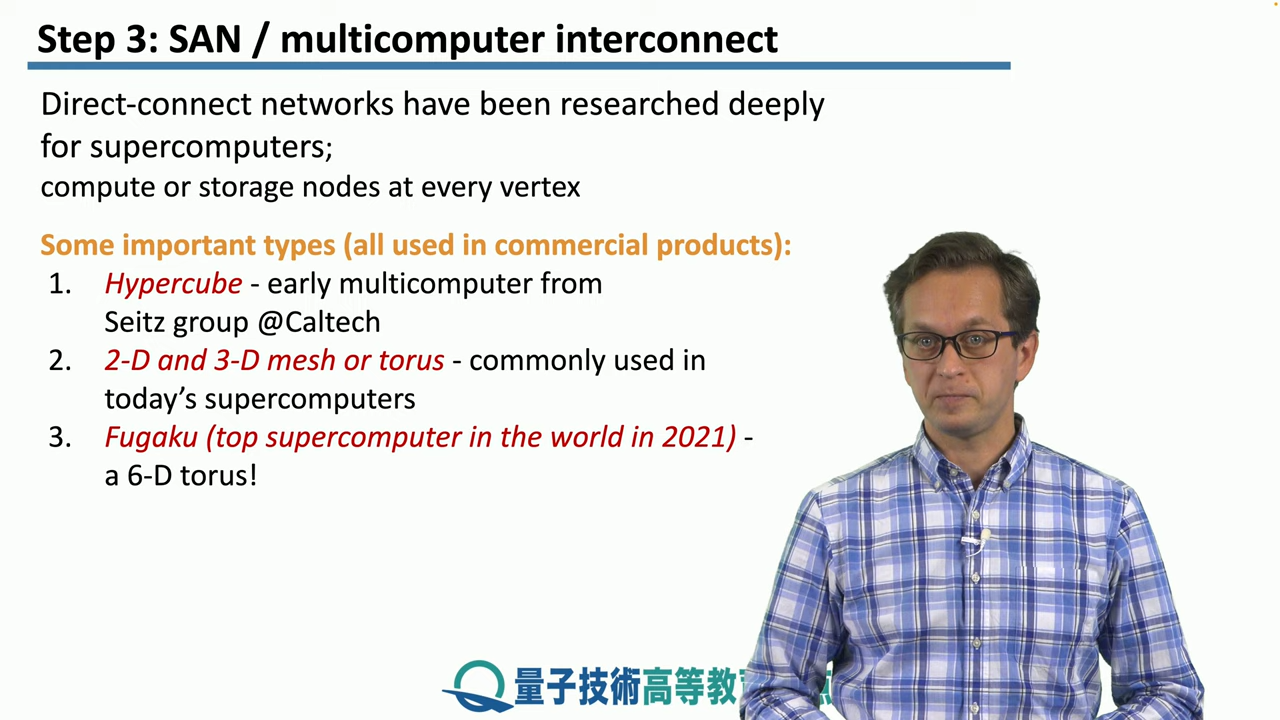 Step 3: SAN / multicomputer interconnect
Direct-connect networks have been researched deeply
for supercomputers;
compute or storage nodes at every vertex
Some important types (all used in commercial products):
1. Hypercube - early multicomputer from
Seitz group @Caltech
2. 2-D and 3-D mesh or torus - commonly used in
today’s supercomputers
3. Fugaku (top supercomputer in the world in 2021) -
a 6-D torus!
量子技術高等教